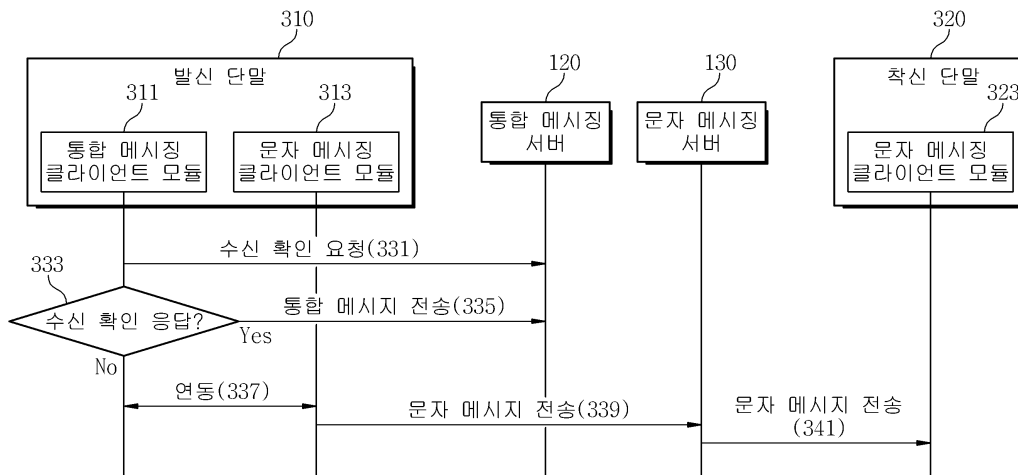 310
320
발신 단말
착신 단말
311
313
120
130
323
통합 메시징
클라이언트 모듈
문자 메시징
클라이언트 모듈
통합 메시징
서버
문자 메시징
서버
문자 메시징
클라이언트 모듈
수신 확인 요청(331)
333
수신 확인 응답?
통합 메시지 전송(335)
Yes
No
연동(337)
문자 메시지 전송(339)
문자 메시지 전송
(341)